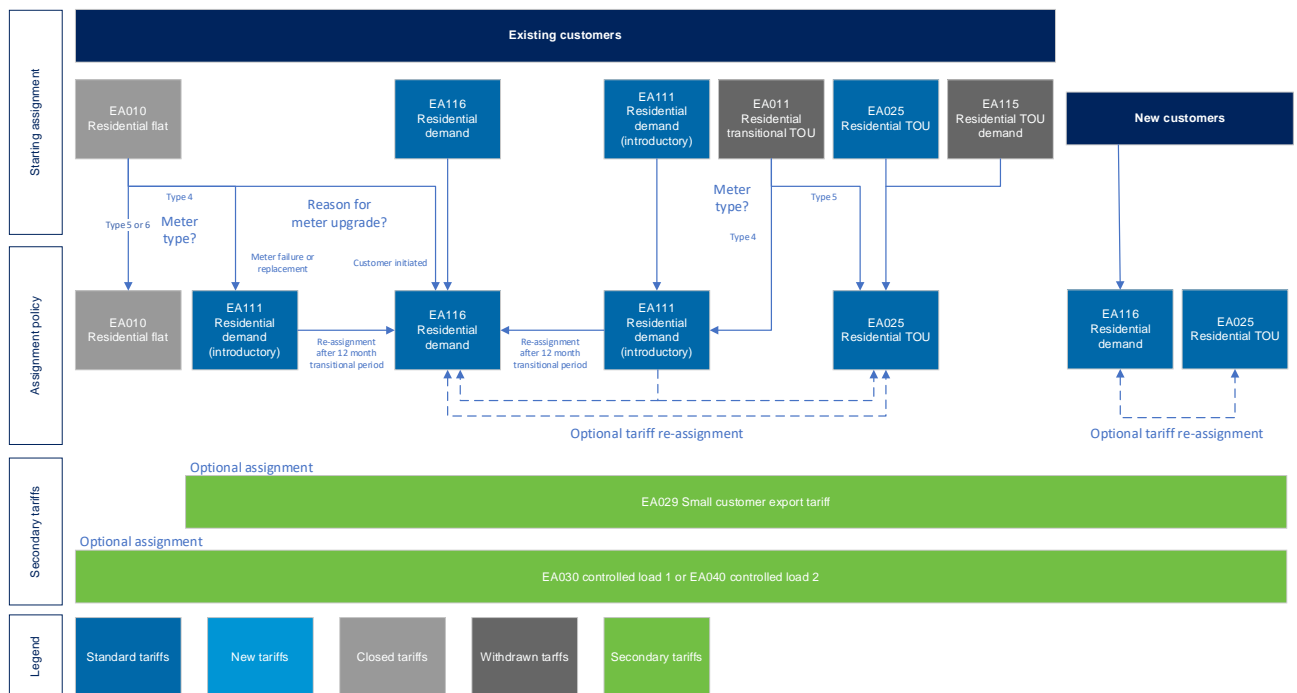 Starting assignment
Existing customers
EA010
Residential flat
EA116
Residential
demand
EA111
Residential
demand
(introductory)
EA011
Residential
transitional TOU
EA025
Residential TOU
EA115
Residential TOU
demand
New customers
Type 4
Type 5 or 6
Meter
type?
Reason for
meter upgrade?
Meter failure or
replacement
Customer initiated
Meter
type?
Type 5
Type 4
Assignment policy
EA010
Residential flat
EA111
Residential
demand
(introductory)
Re-assignment
after 12 month
transitional period
EA116
Residential
demand
Re-assignment
after 12 month
transitional period
EA111
Residential
demand
(introductory)
EA025
Residential TOU
EA116
Residential
demand
EA025
Residential TOU
Optional tariff re-assignment
Optional tariff re-assignment
Secondary tariffs
Optional assignment
EA029 Small customer export tariff
Optional assignment
EA030 controlled load 1 or EA040 controlled load 2
Legend
Standard tariffs
New tariffs
Closed tariffs
Withdrawn tarffs
Secondary tariffs